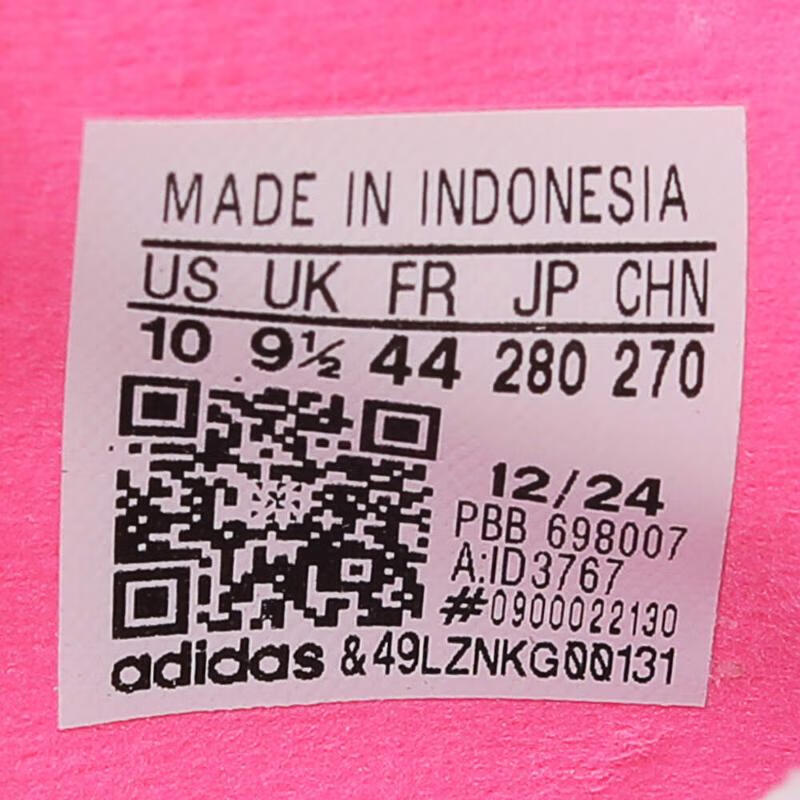 MADE IN INDONESIA
US UK FR JP CHN
10 9½ 44 280 270
12/24
PBB 698007
A:ID3767
#0900022130
adidas &49LZNKG00131